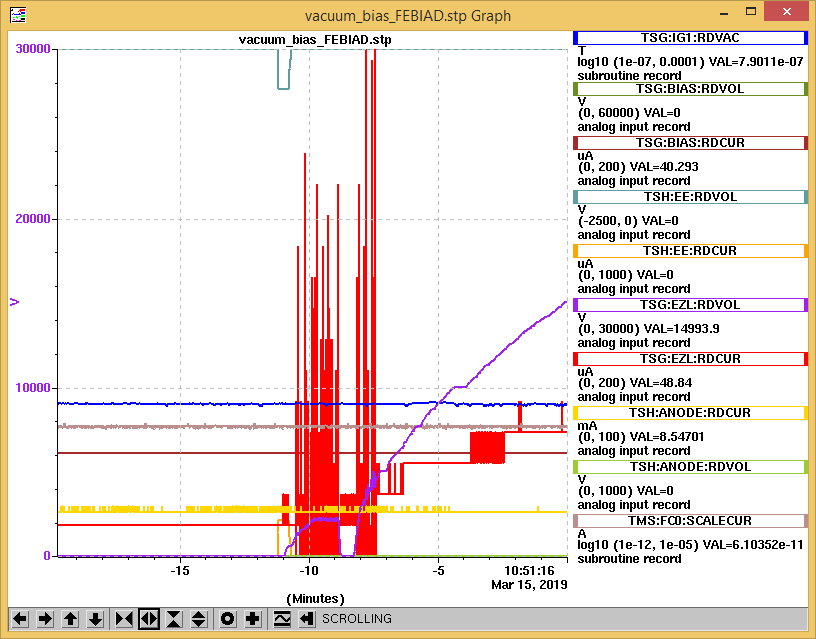 vacuum_bias_FEBIAD.stp Graph
vacuum_bias_FEBIAD.stp
30000
20000
V
10000
0
-15
-10
-5
10:51:16
Mar 15, 2019
(Minutes)
TSG:IG1:RDVAC
T
log10 (1e-07, 0.0001) VAL=7.9011e-07
subroutine record
TSG:BIAS:RDVOL
V
(0, 60000) VAL=0
analog input record
TSG:BIAS:RDCUR
uA
(0, 200) VAL=40.293
analog input record
TSH:EE:RDVOL
V
(-2500, 0) VAL=0
analog input record
TSH:EE:RDCUR
uA
(0, 1000) VAL=0
analog input record
TSG:EZL:RDVOL
V
(0, 30000) VAL=14993.9
analog input record
TSG:EZL:RDCUR
uA
(0, 200) VAL=48.84
analog input record
TSH:ANODE:RDCUR
mA
(0, 100) VAL=8.54701
analog input record
TSH:ANODE:RDVOL
V
(0, 1000) VAL=0
analog input record
TMS:FC0:SCALECUR
A
log10 (1e-12, 1e-05) VAL=6.10352e-11
subroutine record
SCROLLING